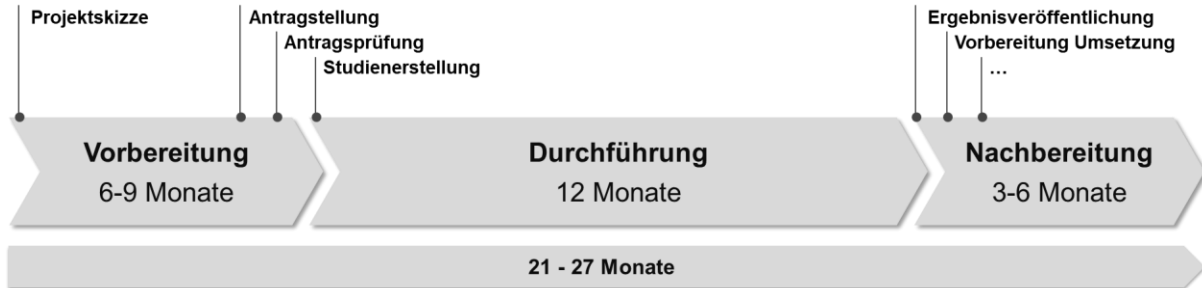 Projektskizze
Antragstellung
Antragsprüfung
Studienerstellung
Ergebnisveröffentlichung
Vorbereitung Umsetzung
...
Vorbereitung
6-9 Monate
Durchführung
12 Monate
Nachbereitung
3-6 Monate
21 - 27 Monate